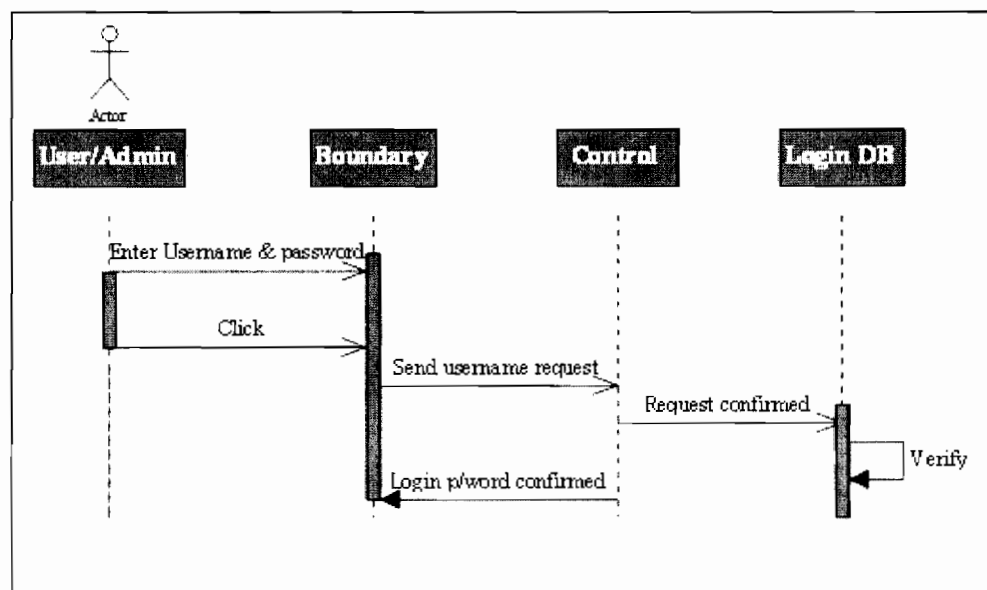 Actor
User/Admin
Boundary
Control
Login DB
Enter Username & password
Click
Send username request
Request confirmed
Verify
Login p/word confirmed